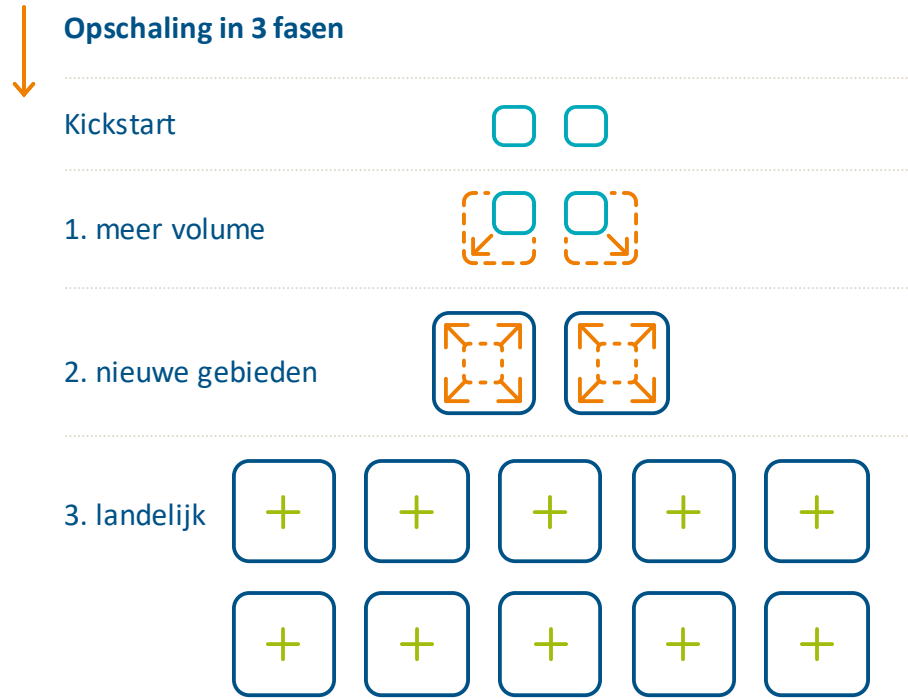 Opschaling in 3 fasen
Kickstart
1. meer volume
2. nieuwe gebieden
3. landelijk